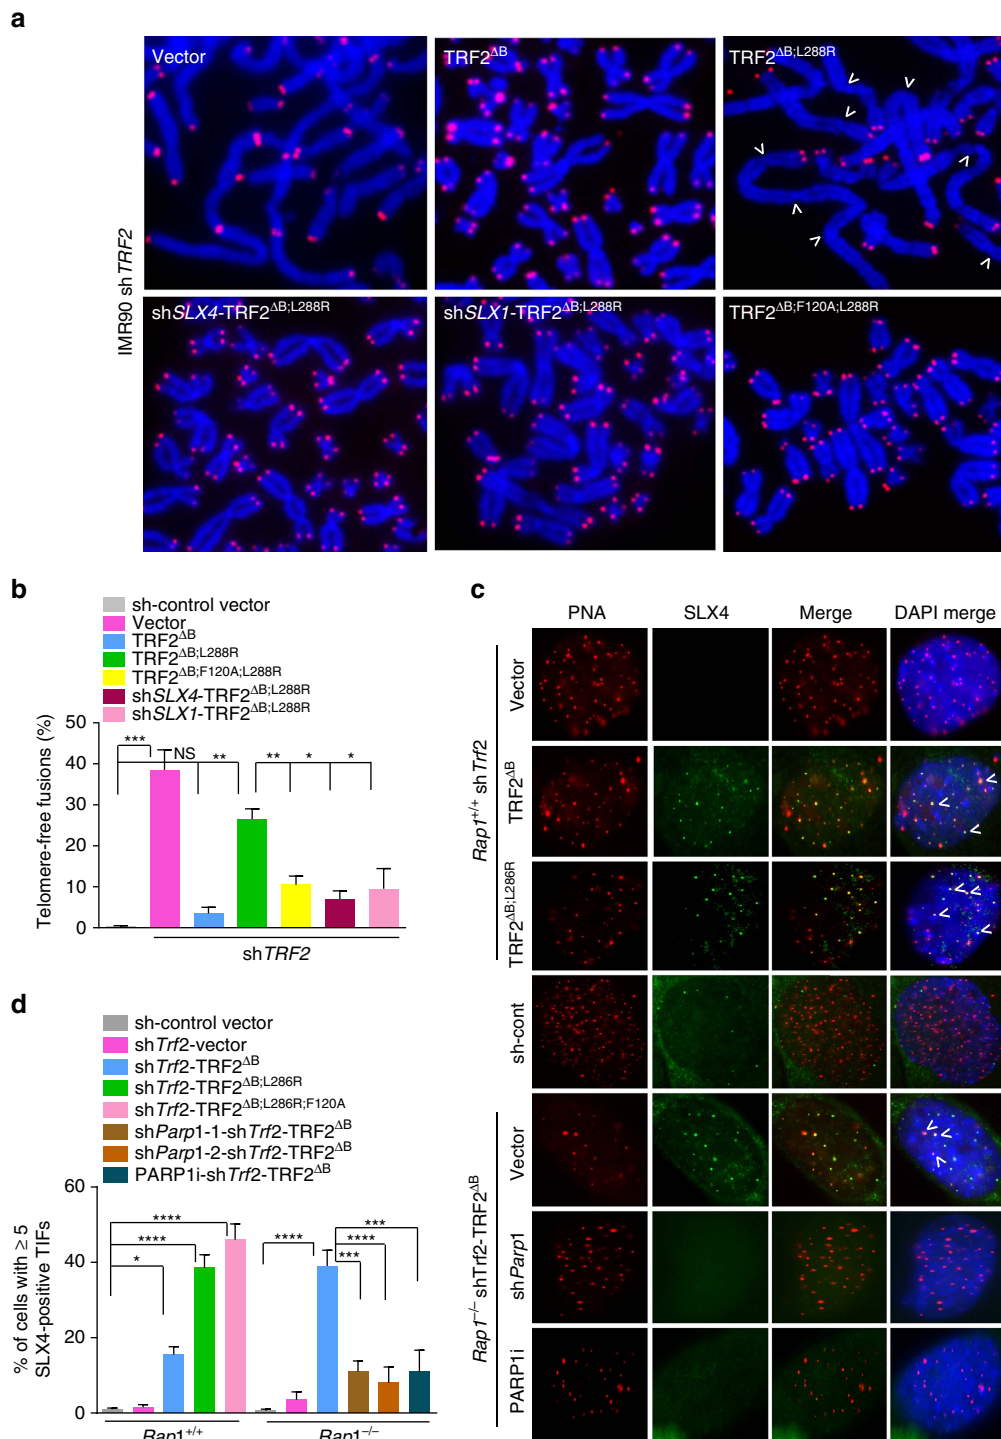 a
IMR90 shTRF2
Vector
TRF2ΔB
TRF2ΔB;L288R
shSLX4-TRF2ΔB;L288R
shSLX1-TRF2ΔB;L288R
TRF2ΔB;F120A;L288R
b
sh-control vector
Vector
TRF2ΔB
TRF2ΔB;L288R
TRF2ΔB;F120A;L288R
shSLX4-TRF2ΔB;L288R
shSLX1-TRF2ΔB;L288R
Telomere-free fusions (%)
50
40
30
20
10
0
***
NS
**
**
*
*
shTRF2
c
PNA
SLX4
Merge
DAPI merge
Rap1+/+ shTrf2
Vector
TRF2ΔB
TRF2ΔB;L286R
sh-cont
Rap1−/− shTrf2-TRF2ΔB
Vector
shParp1
PARP1i
d
sh-control vector
shTrf2-vector
shTrf2-TRF2ΔB
shTrf2-TRF2ΔB;L286R
shTrf2-TRF2ΔB;L286R;F120A
shParp1-1-shTrf2-TRF2ΔB
shParp1-2-shTrf2-TRF2ΔB
PARP1i-shTrf2-TRF2ΔB
% of cells with ≥ 5
SLX4-positive TIFs
60
40
20
0
****
****
*
****
***
****
***
Rap1+/+
Rap1−/−